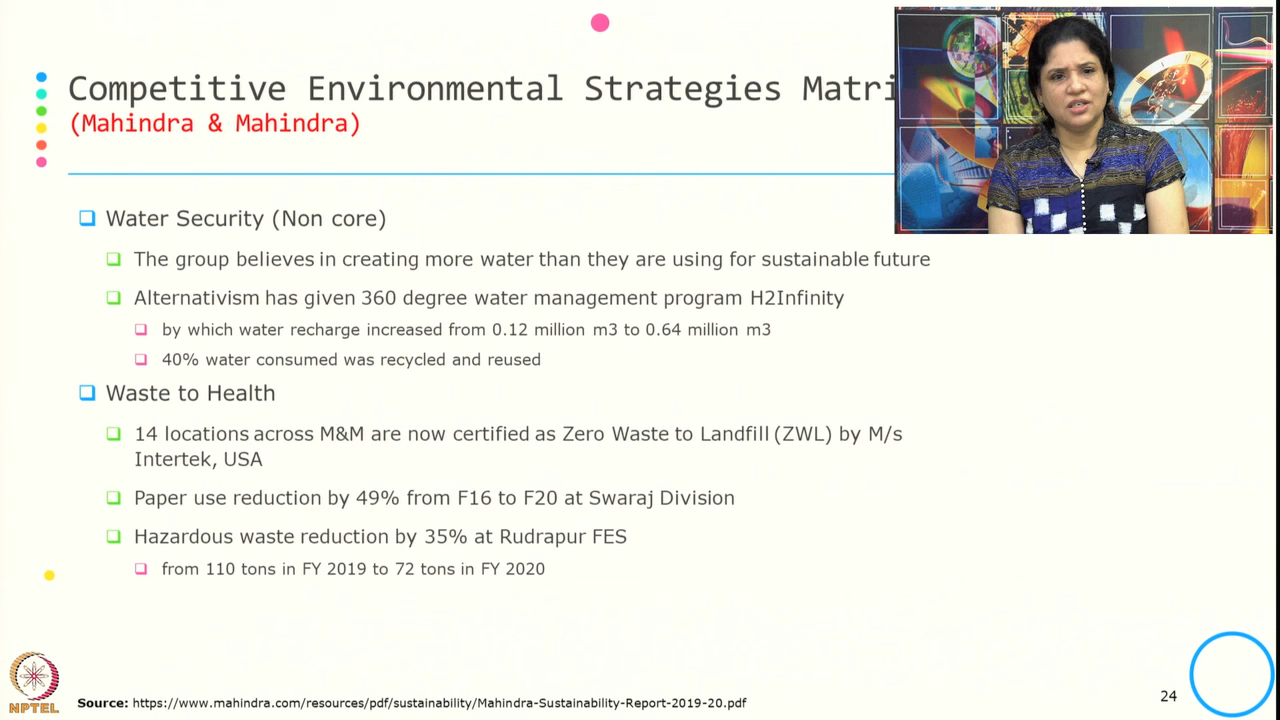 Competitive Environmental Strategies Matri
(Mahindra & Mahindra)
Water Security (Non core)
The group believes in creating more water than they are using for sustainable future
Alternativism has given 360 degree water management program H2Infinity
by which water recharge increased from 0.12 million m3 to 0.64 million m3
40% water consumed was recycled and reused
Waste to Health
14 locations across M&M are now certified as Zero Waste to Landfill (ZWL) by M/s
Intertek, USA
Paper use reduction by 49% from F16 to F20 at Swaraj Division
Hazardous waste reduction by 35% at Rudrapur FES
from 110 tons in FY 2019 to 72 tons in FY 2020
24
NPTEL
Source: https://www.mahindra.com/resources/pdf/sustainability/Mahindra-Sustainability-Report-2019-20.pdf